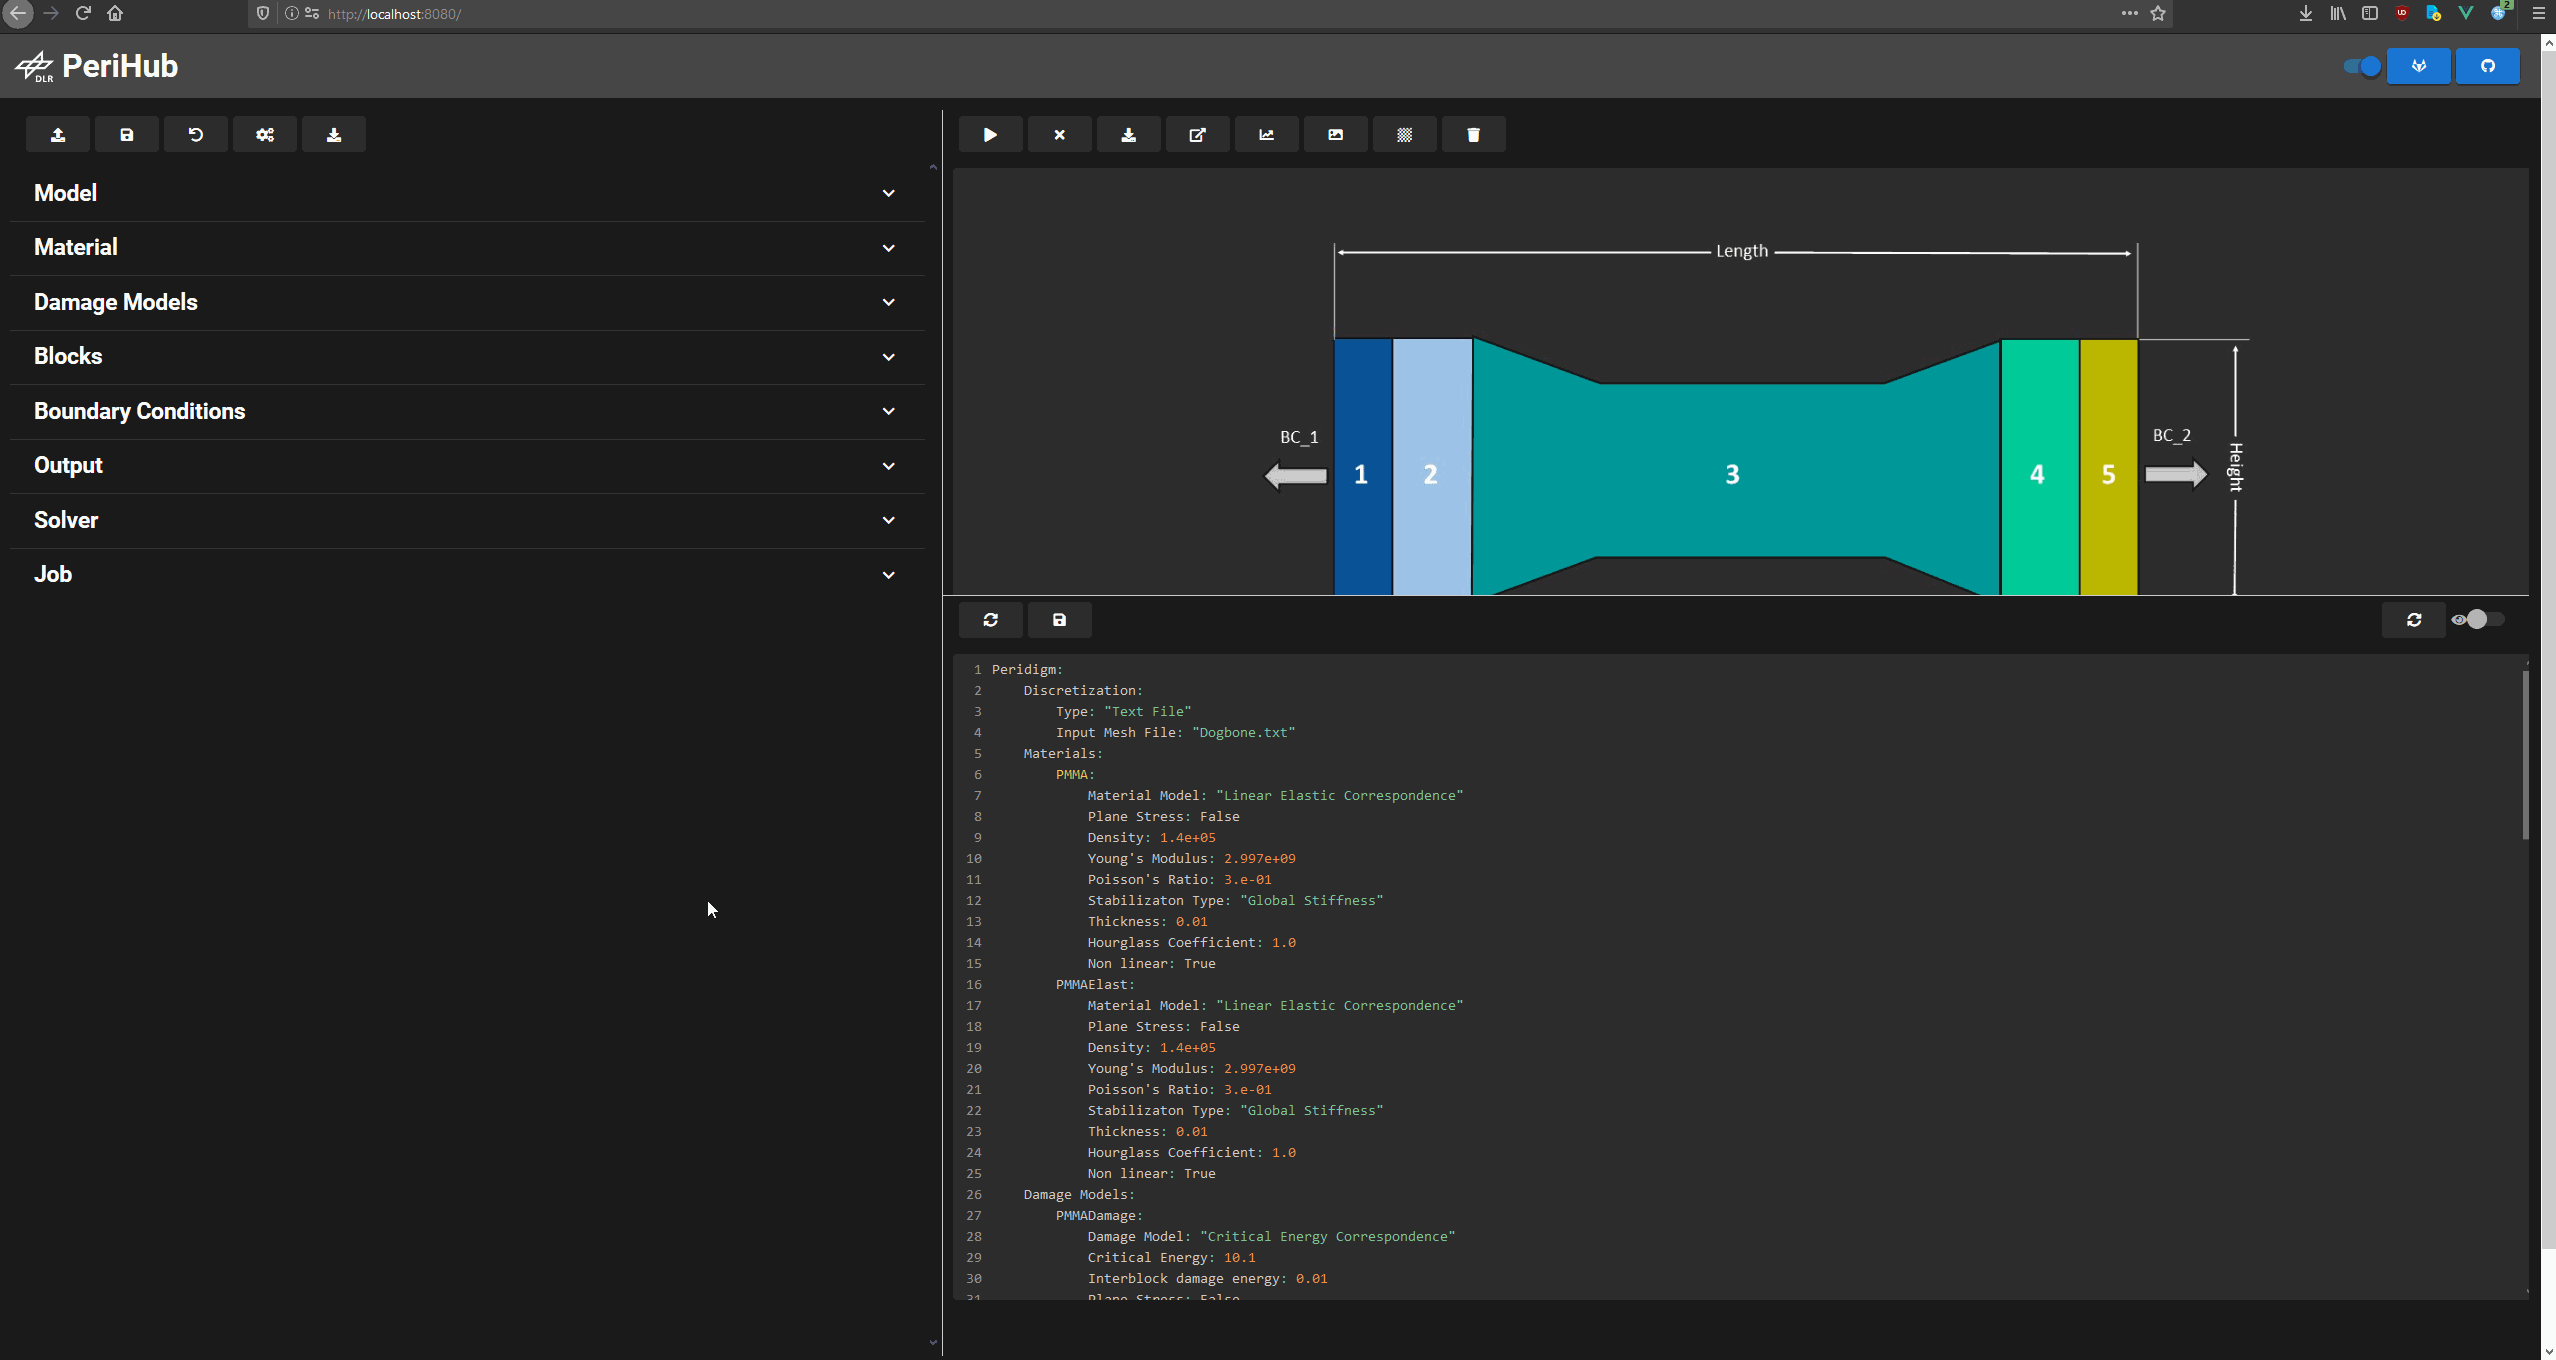 http://localhost:8080/
2
DLR
PeriHub
Model
Material
Damage Models
Blocks
Boundary Conditions
Output
Solver
Job
Length
BC_1
1
2
3
4
5
BC_2
Height
1 Peridigm:
2 Discretization:
3 Type: "Text File"
4 Input Mesh File: "Dogbone.txt"
5 Materials:
6 PMMA:
7 Material Model: "Linear Elastic Correspondence"
8 Plane Stress: False
9 Density: 1.4e+05
10 Young's Modulus: 2.997e+09
11 Poisson's Ratio: 3.e-01
12 Stabilizaton Type: "Global Stiffness"
13 Thickness: 0.01
14 Hourglass Coefficient: 1.0
15 Non linear: True
16 PMMAElast:
17 Material Model: "Linear Elastic Correspondence"
18 Plane Stress: False
19 Density: 1.4e+05
20 Young's Modulus: 2.997e+09
21 Poisson's Ratio: 3.e-01
22 Stabilizaton Type: "Global Stiffness"
23 Thickness: 0.01
24 Hourglass Coefficient: 1.0
25 Non linear: True
26 Damage Models:
27 PMMADamage:
28 Damage Model: "Critical Energy Correspondence"
29 Critical Energy: 10.1
30 Interblock damage energy: 0.01
31 Plane Stress: False